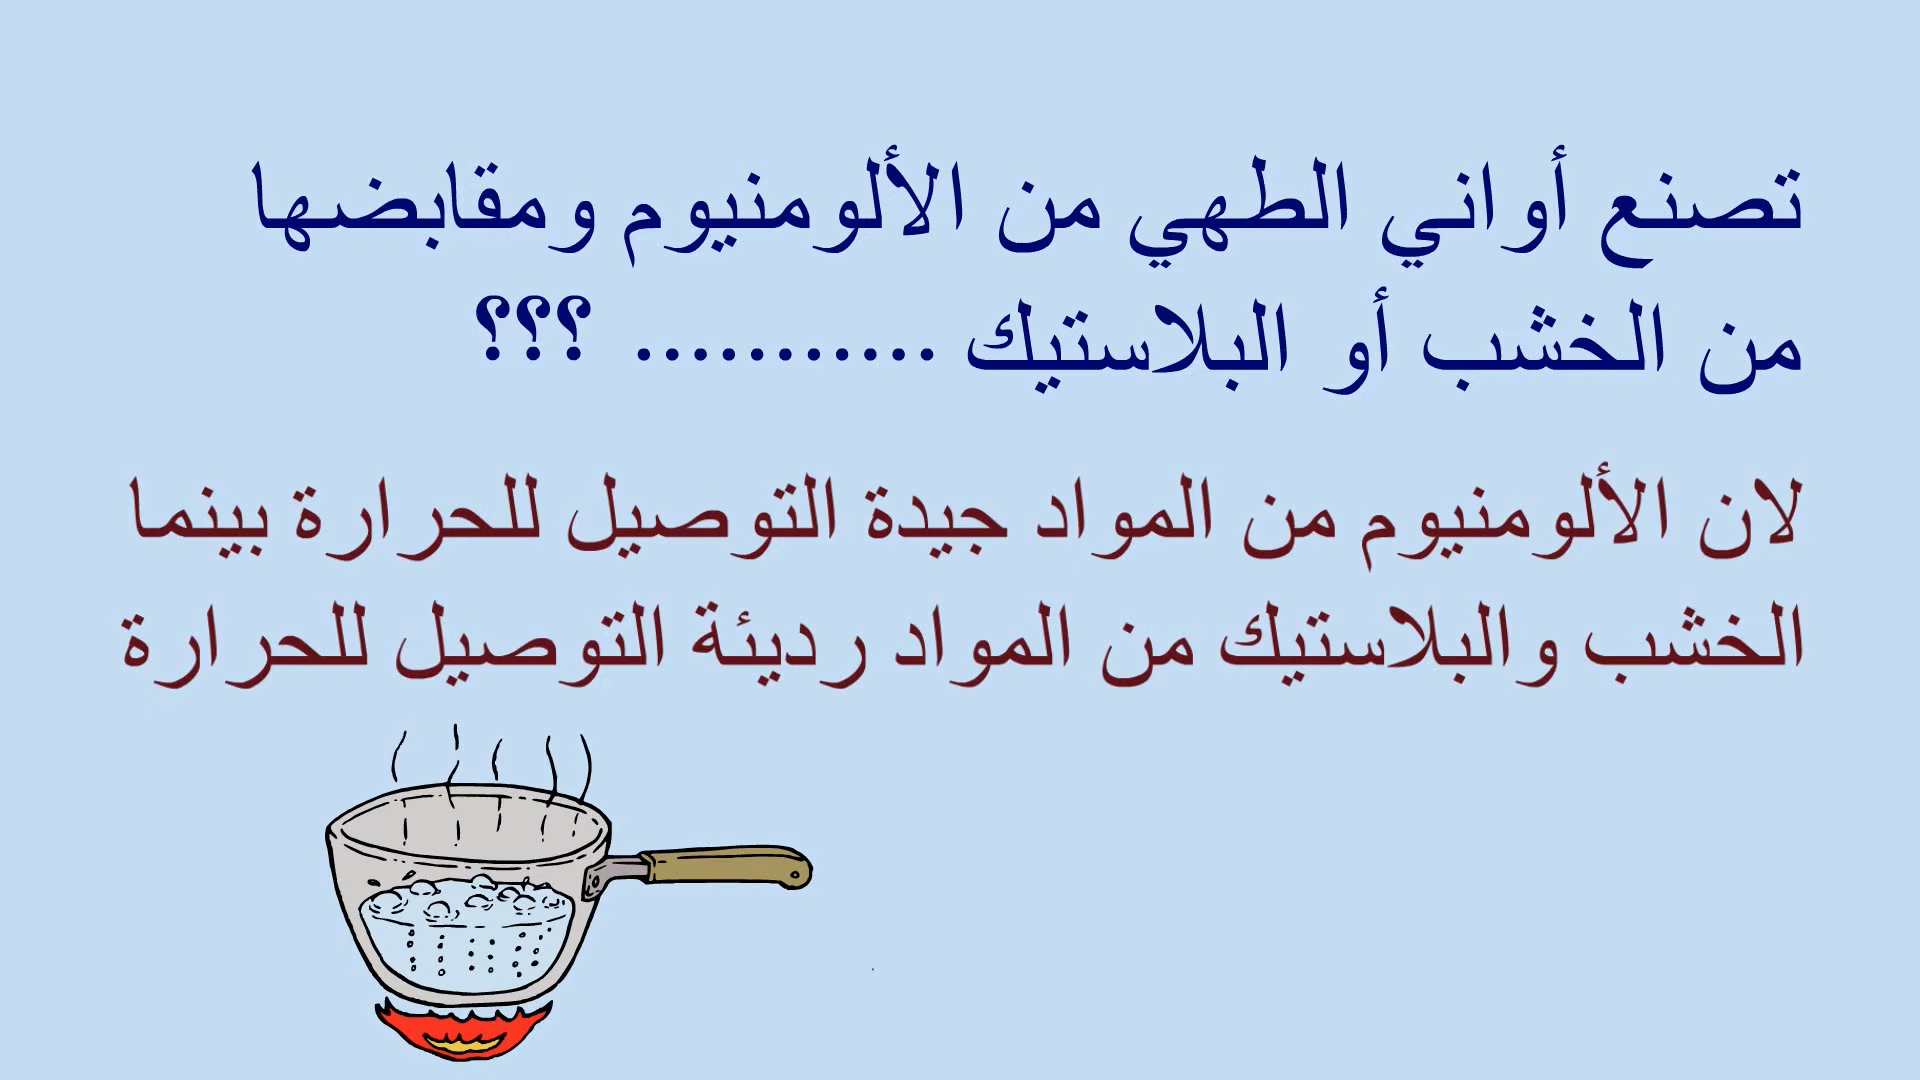 تصنع أواني الطهي من الألومنيوم ومقابضها
من الخشب أو البلاستيك ........... ؟؟؟
لان الألومنيوم من المواد جيدة التوصيل للحرارة بينما
الخشب والبلاستيك من المواد رديئة التوصيل للحرارة